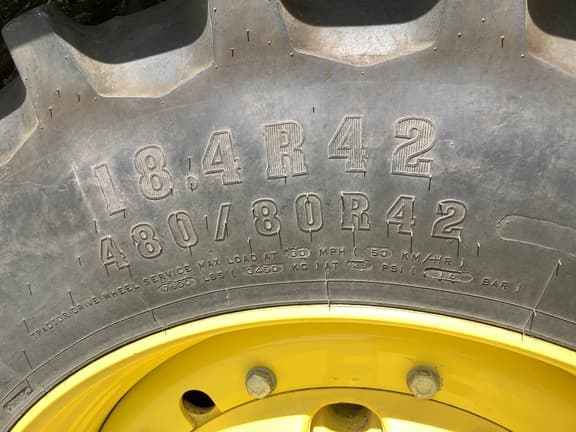 18.4R42
480/80R42
TRACTOR DRIVE WHEEL SERVICE MAX LOAD AT 30 MPH ( 50 KM/HR )
7600 LBS ( 3450 KG ) AT PSI ( 1.6 BAR )